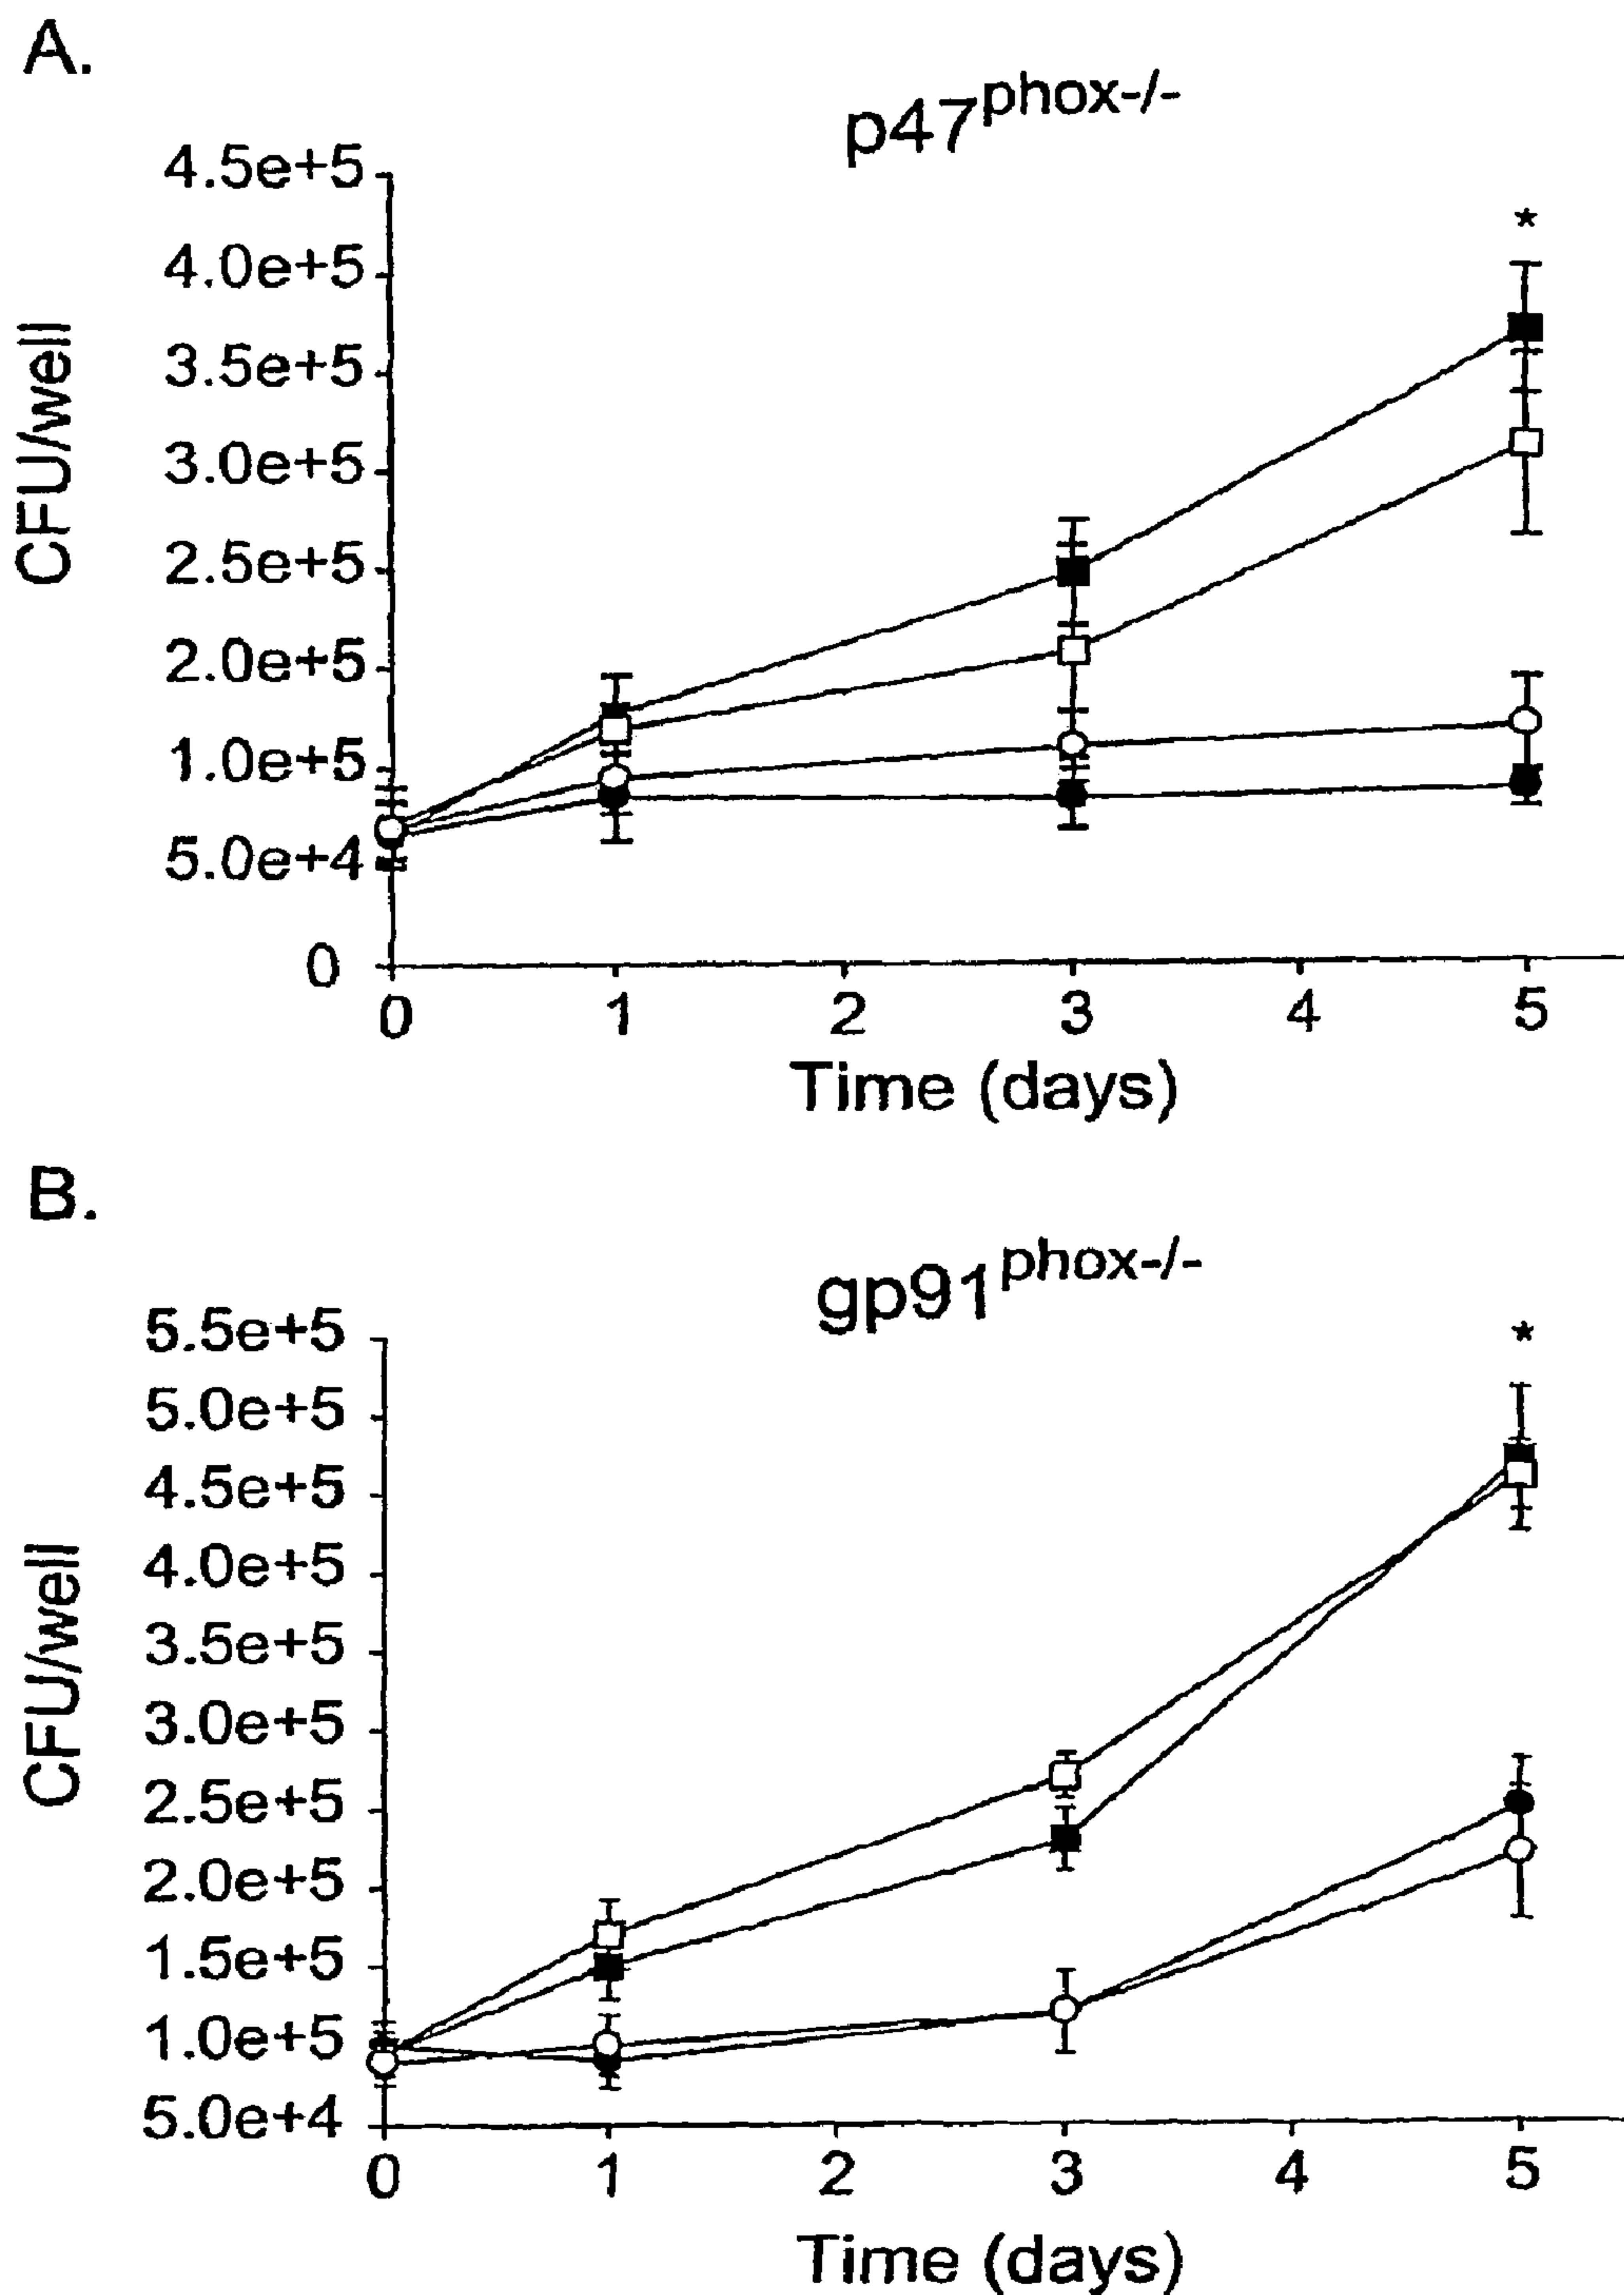 A.
p47phox-/-
4.5e+5
4.0e+5
3.5e+5
3.0e+5
2.5e+5
2.0e+5
1.0e+5
5.0e+4
0
CFU/well
*
0 1 2 3 4 5
Time (days)
B.
gp91phox-/-
5.5e+5
5.0e+5
4.5e+5
4.0e+5
3.5e+5
3.0e+5
2.5e+5
2.0e+5
1.5e+5
1.0e+5
5.0e+4
CFU/well
*
0 1 2 3 4 5
Time (days)